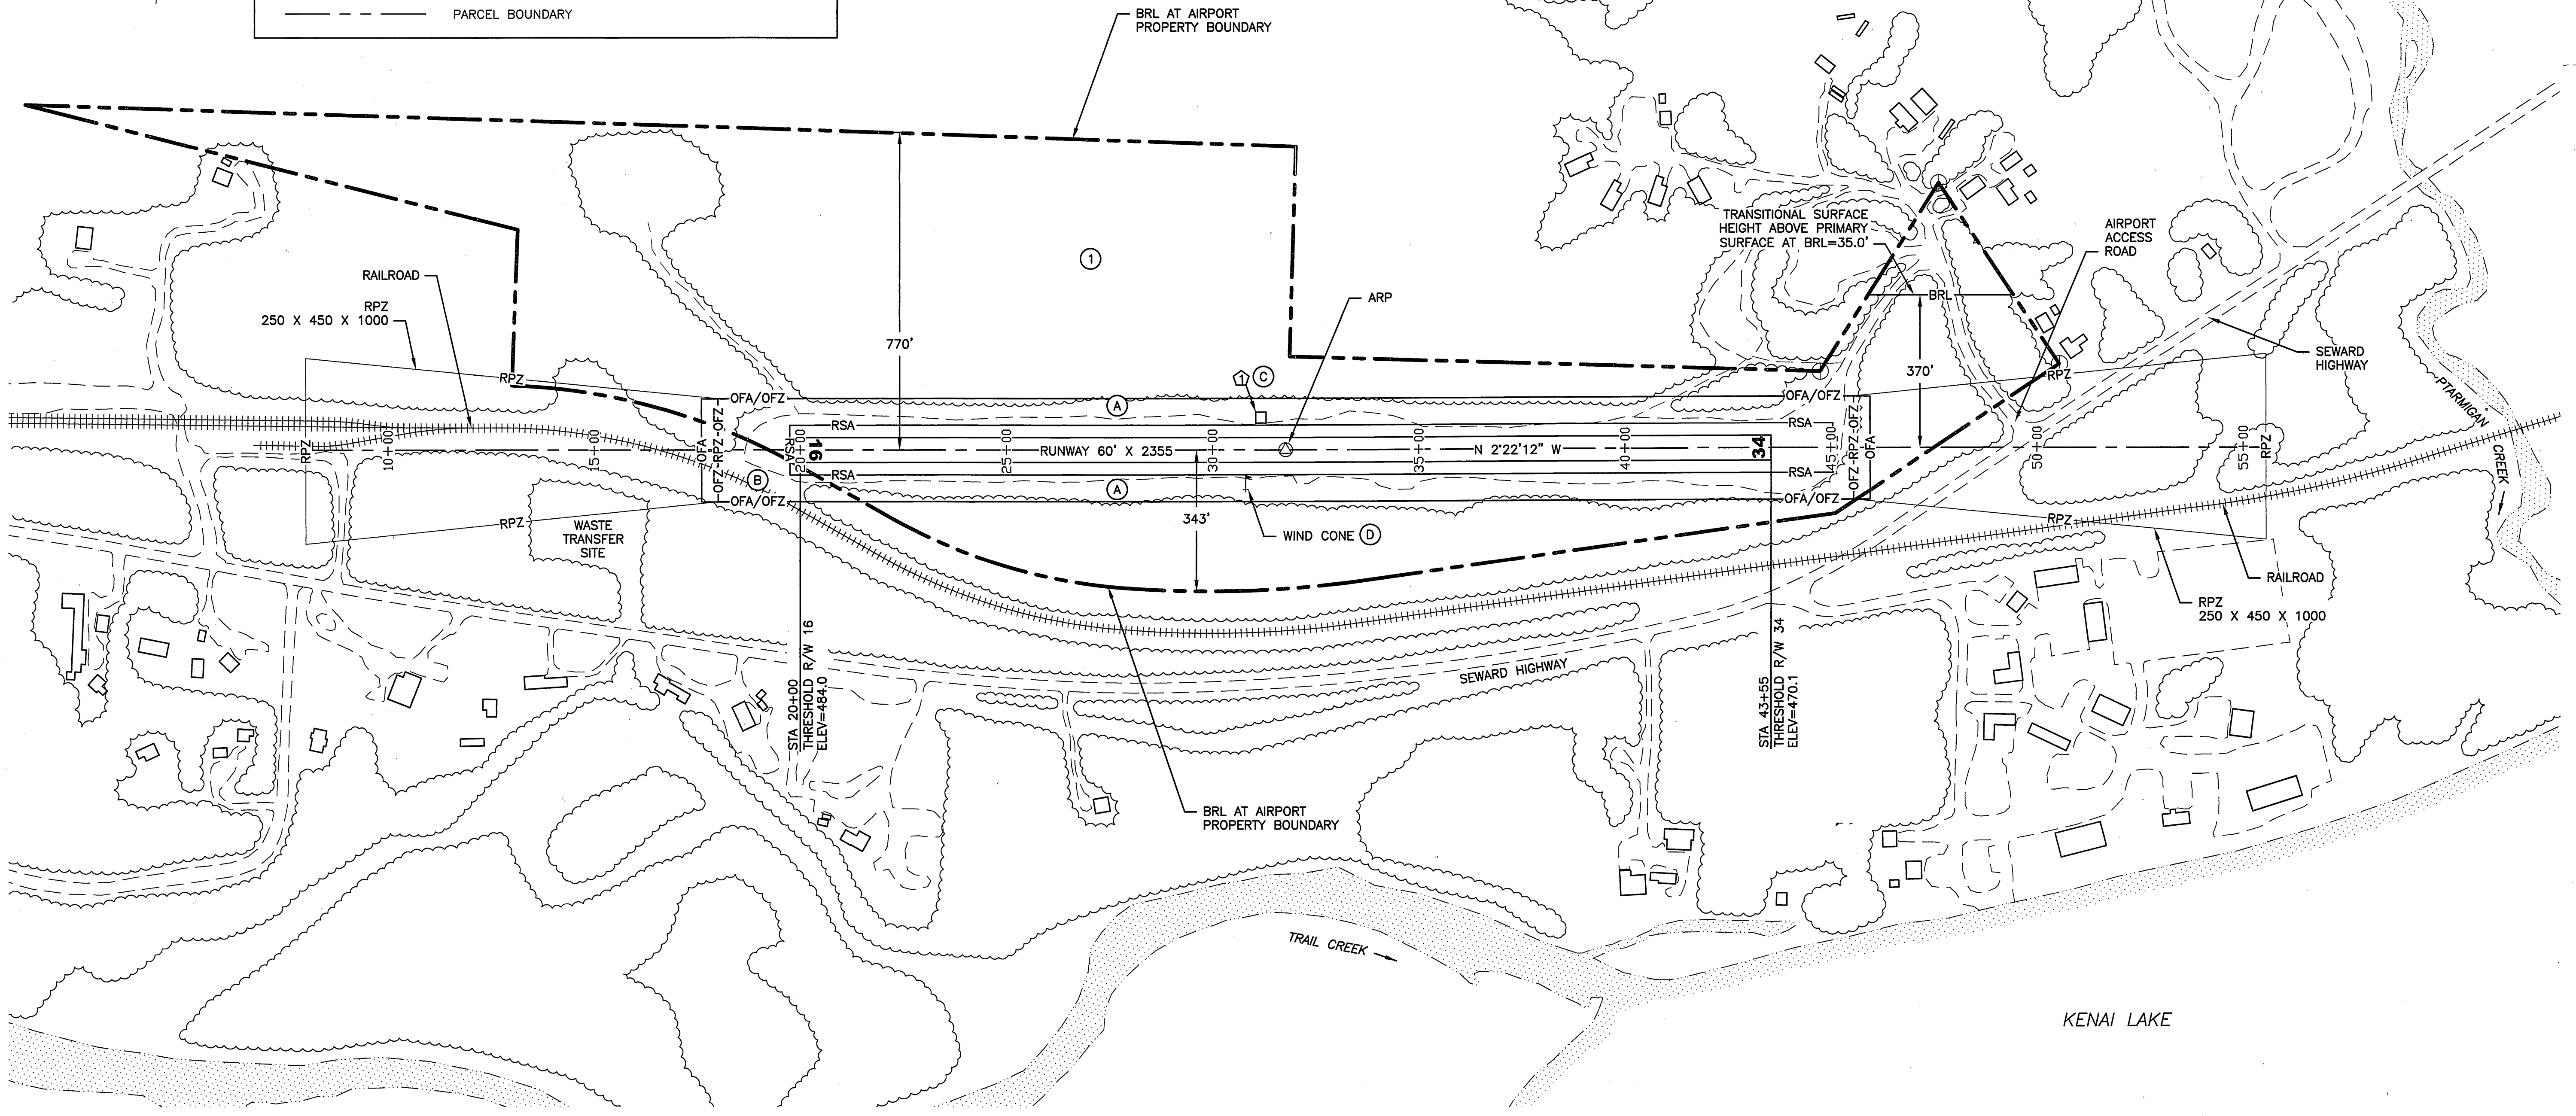 PARCEL BOUNDARY
BRL AT AIRPORT
PROPERTY BOUNDARY
1
TRANSITIONAL SURFACE
HEIGHT ABOVE PRIMARY
SURFACE AT BRL=35.0'
AIRPORT
ACCESS
ROAD
RAILROAD
RPZ
250 X 450 X 1000
ARP
BRL
770'
370'
SEWARD
HIGHWAY
PTARMIGAN
CREEK
RPZ
1
C
RPZ
OFA/OFZ
A
OFA/OFZ
RSA
RSA
RPZ
10+00
15+00
OFA
OFZ-RPZ-OFZ
RSA
20+00
16
25+00
RUNWAY 60' X 2355
30+00
35+00
N 2°22'12" W
40+00
34
45+00
OFZ-RPZ-OFZ
OFA
50+00
55+00
RPZ
RSA
RSA
B
A
OFA/OFZ
OFA/OFZ
RPZ
WASTE
TRANSFER
SITE
343'
WIND CONE D
RPZ
RAILROAD
RPZ
250 X 450 X 1000
STA 20+00
THRESHOLD R/W 16
ELEV=484.0
SEWARD HIGHWAY
STA 43+55
THRESHOLD R/W 34
ELEV=470.1
BRL AT AIRPORT
PROPERTY BOUNDARY
TRAIL CREEK
KENAI LAKE